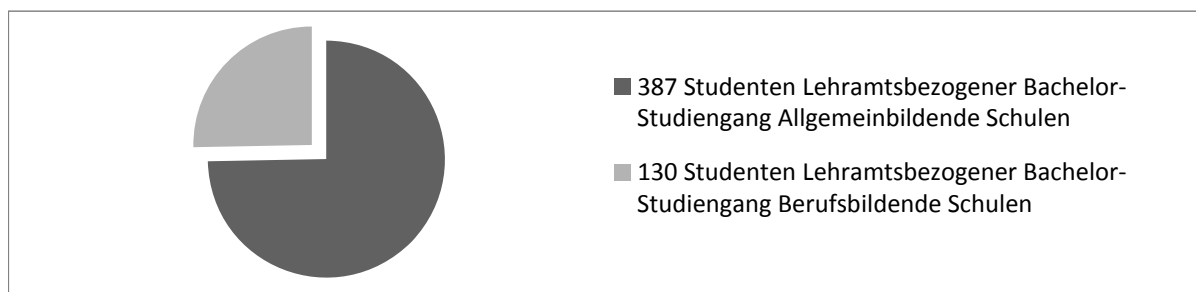 387 Studenten Lehramtsbezogener Bachelor-
Studiengang Allgemeinbildende Schulen
130 Studenten Lehramtsbezogener Bachelor-
Studiengang Berufsbildende Schulen